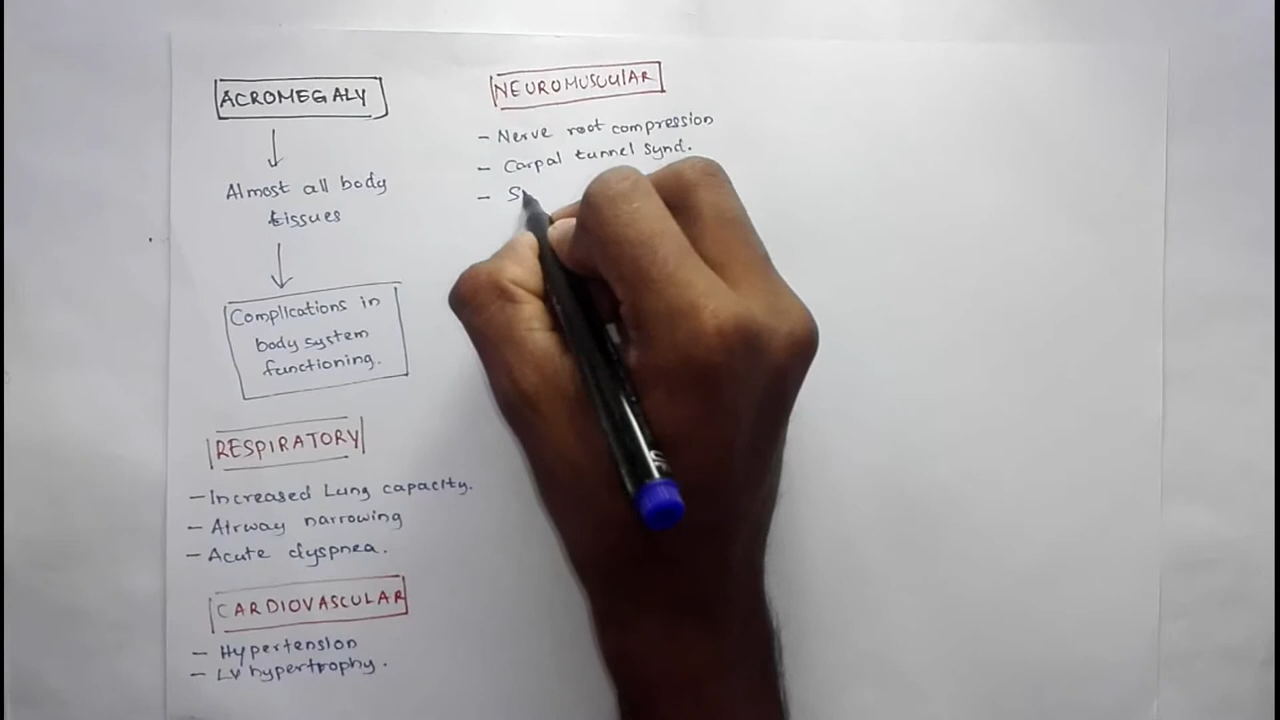 ACROMEGALY
Almost all body
tissues
Complications in
body system
functioning.
RESPIRATORY
- Increased Lung capacity.
- Airway narrowing
- Acute dyspnea.
CARDIOVASCULAR
- Hypertension
- LV hypertrophy.
NEUROMUSCULAR
- Nerve root compression
- Carpal tunnel synd.
- S